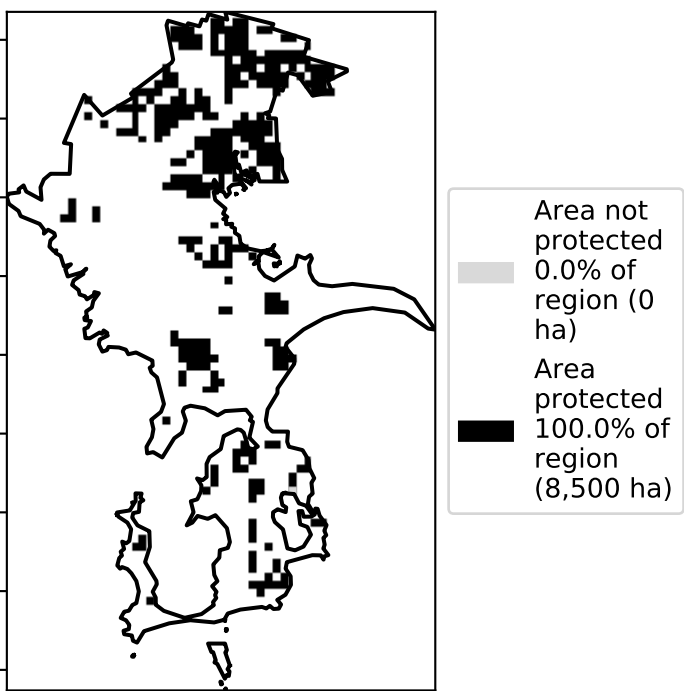 Area not
protected
0.0% of
region (0
ha)
Area
protected
100.0% of
region
(8,500 ha)